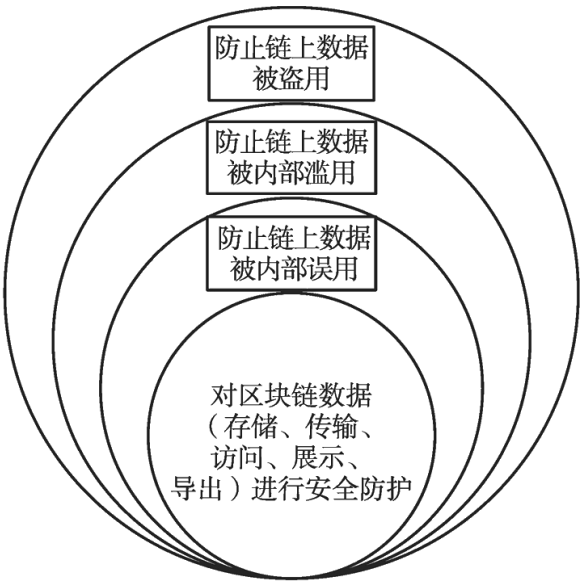 防止链上数据
被盗用
防止链上数据
被内部滥用
防止链上数据
被内部误用
对区块链数据
（存储、传输、
访问、展示、
导出）进行安全防护